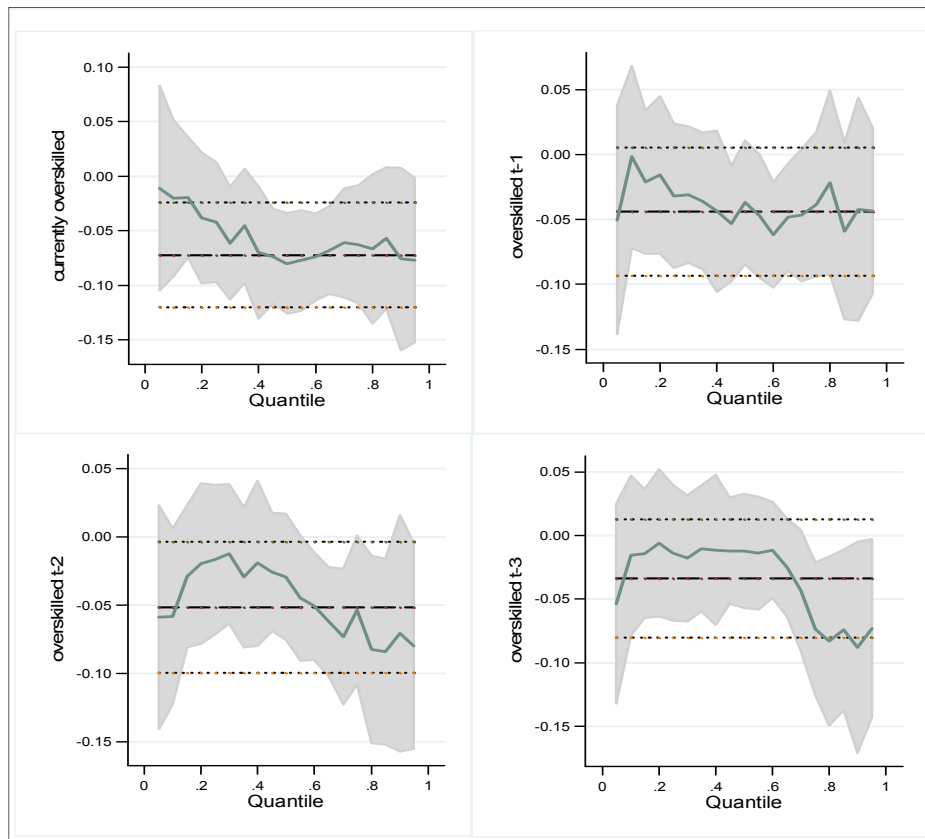 currently overskilled
0.10
0.05
0.00
-0.05
-0.10
-0.15
0 .2 .4 .6 .8 1
Quantile
overskilled t-1
0.05
0.00
-0.05
-0.10
-0.15
0 .2 .4 .6 .8 1
Quantile
overskilled t-2
0.05
0.00
-0.05
-0.10
-0.15
0 .2 .4 .6 .8 1
Quantile
overskilled t-3
0.05
0.00
-0.05
-0.10
-0.15
0 .2 .4 .6 .8 1
Quantile